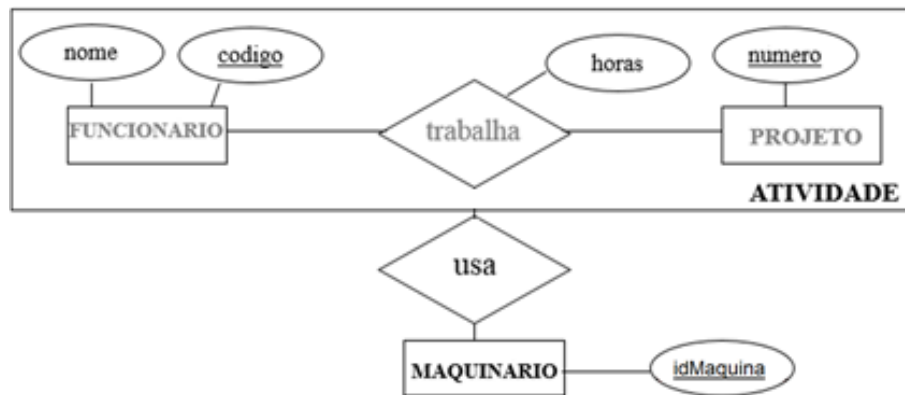 nome
codigo
horas
numero
FUNCIONARIO
trabalha
PROJETO
ATIVIDADE
usa
MAQUINARIO
idMaquina